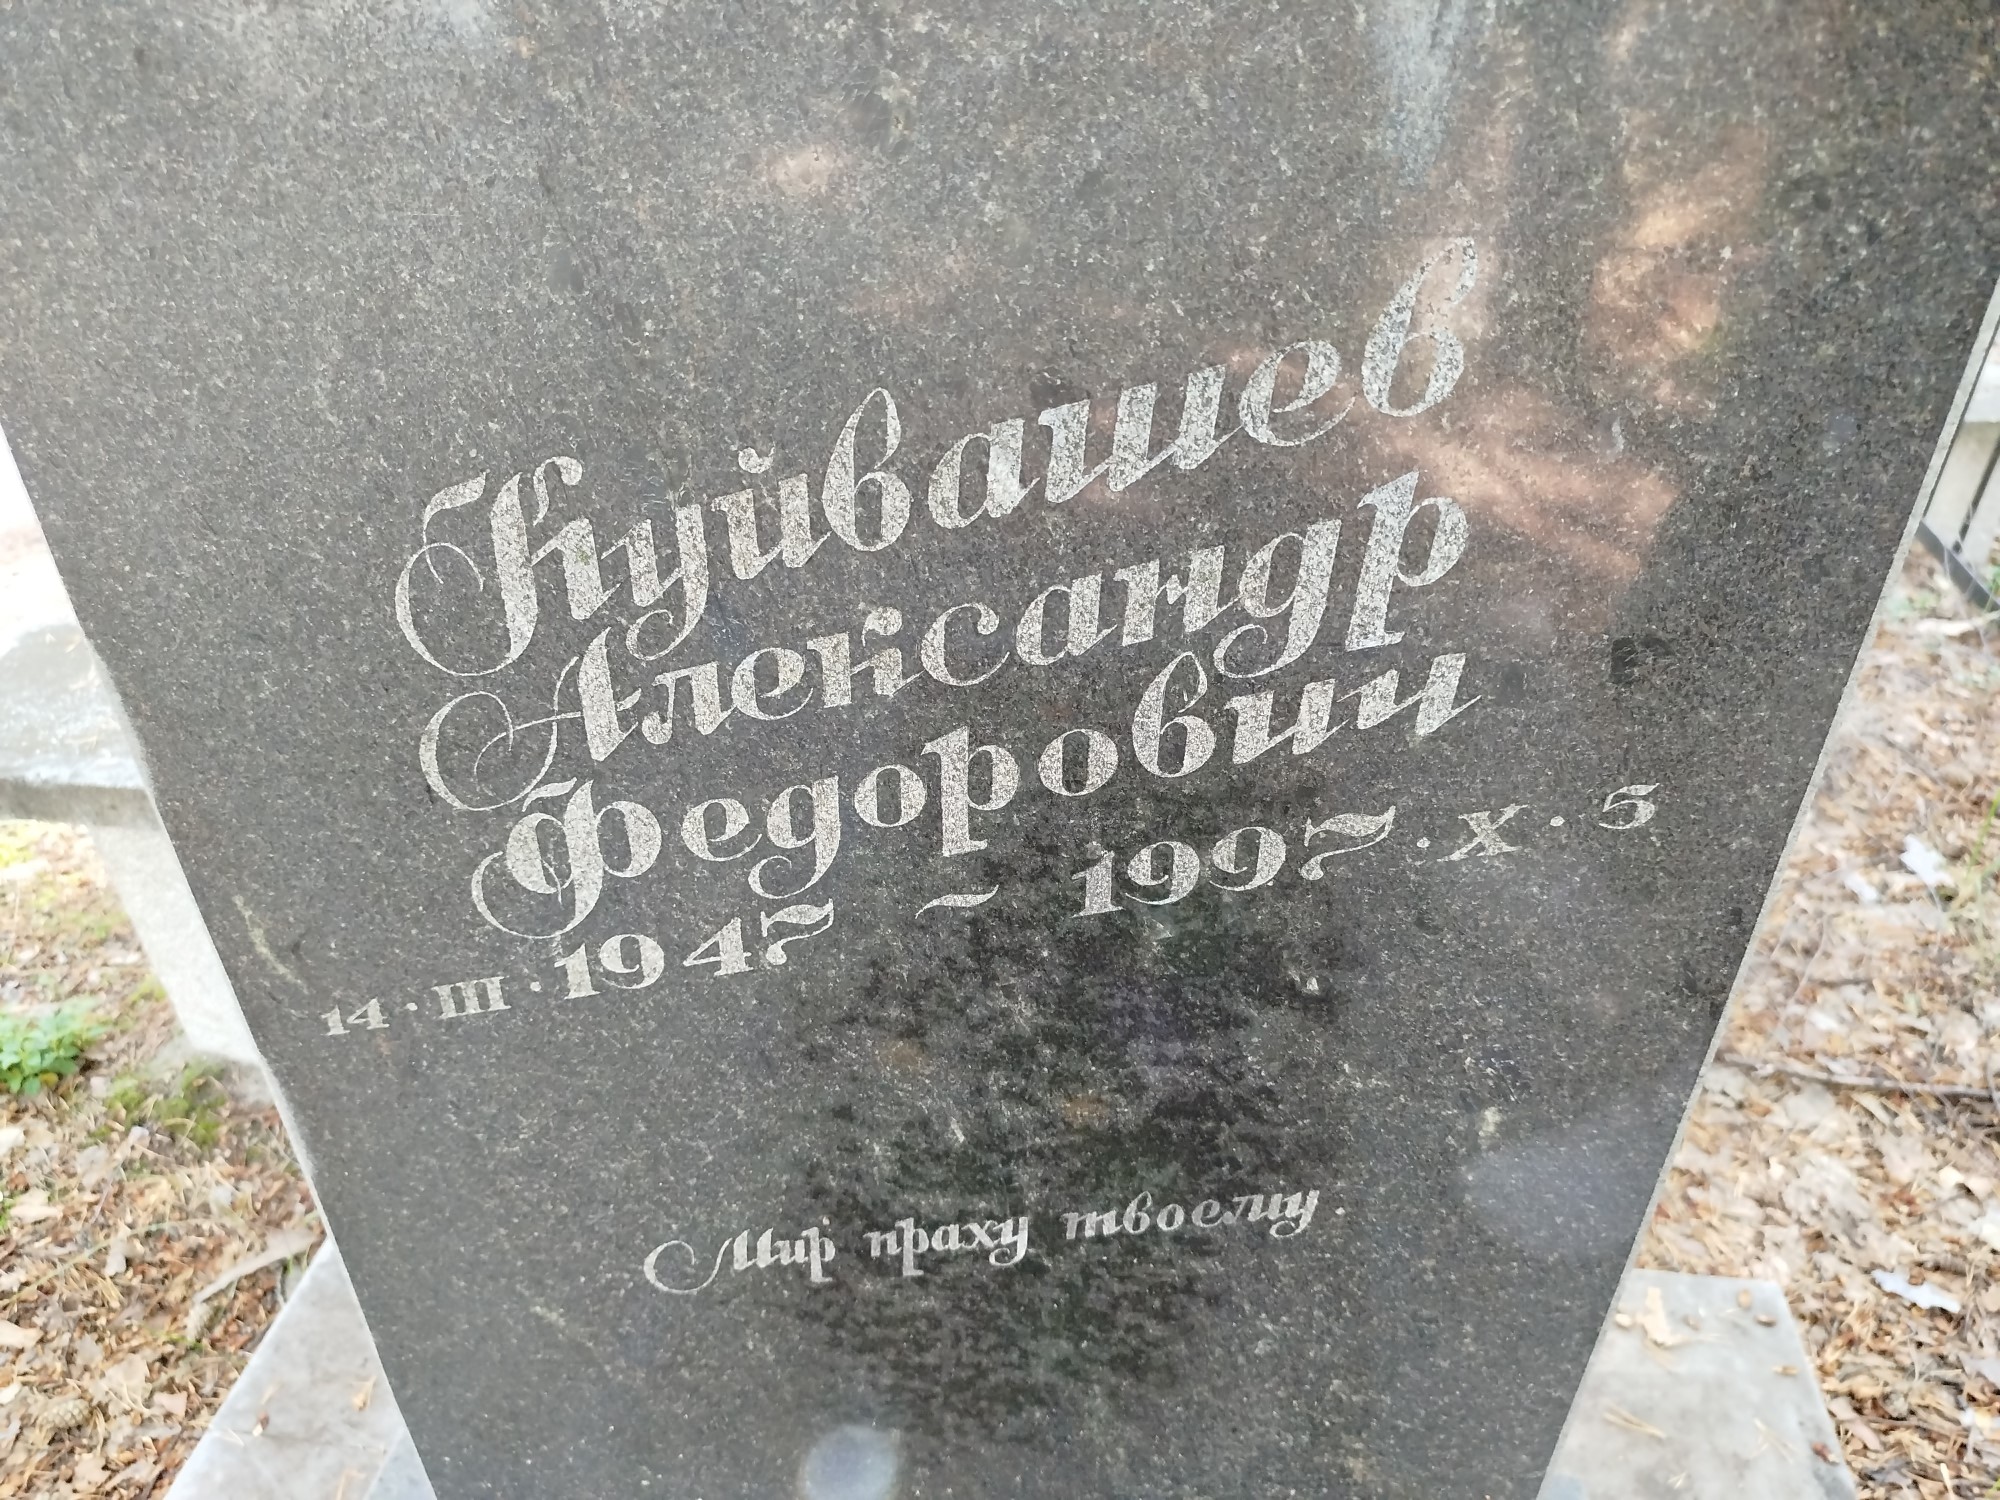 Куйвашев
Александр
Федорович
14·III·1947 ~ 1997·X·5
Мир праху твоему.